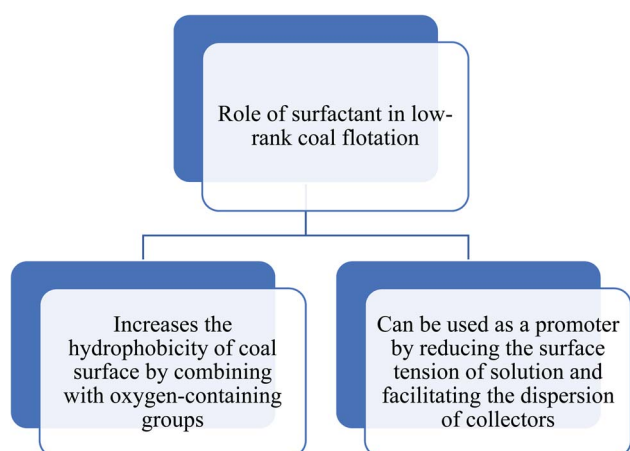 Role of surfactant in low-
rank coal flotation
Increases the
hydrophobicity of coal
surface by combining
with oxygen-containing
groups
Can be used as a promoter
by reducing the surface
tension of solution and
facilitating the dispersion
of collectors